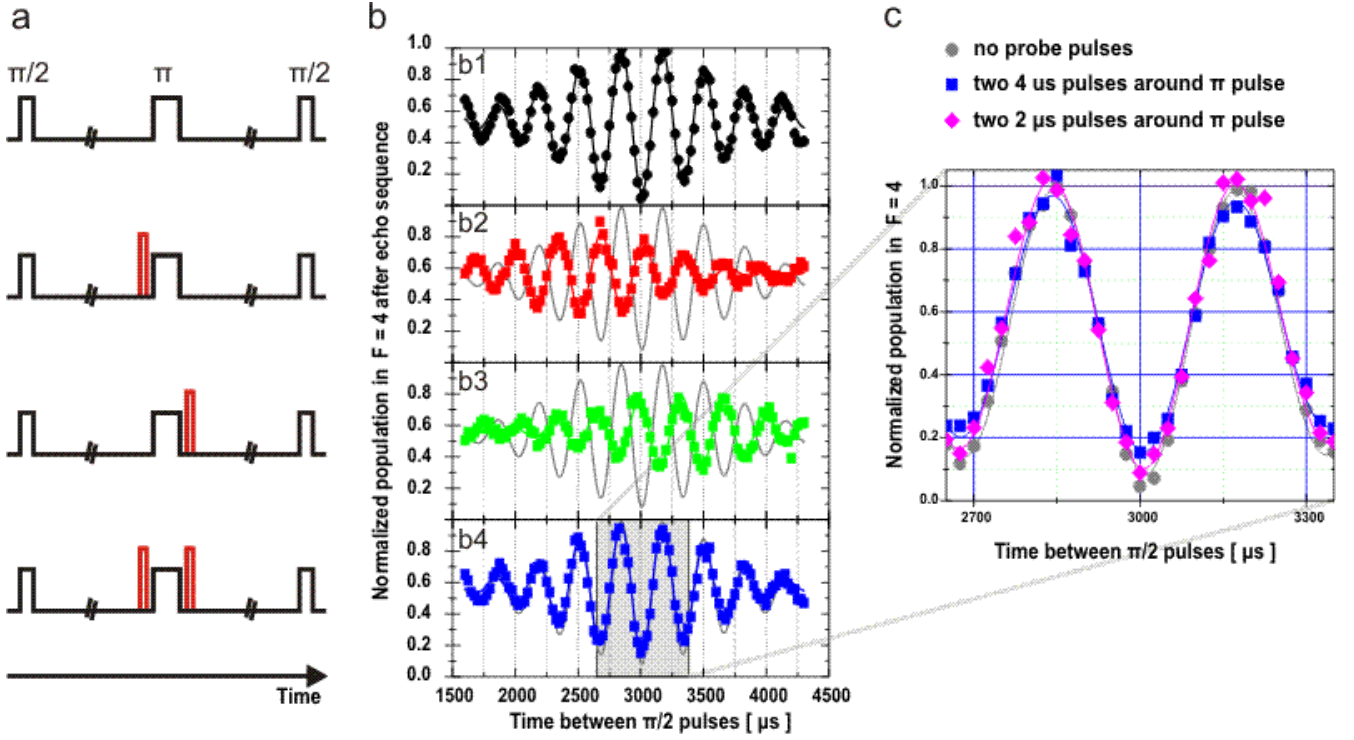 a
π/2
π
π/2
Time
b
Normalized population in F = 4 after echo sequence
b1
1.0
0.8
0.6
0.4
0.2
b2
0.8
0.6
0.4
0.2
b3
0.8
0.6
0.4
0.2
b4
0.8
0.6
0.4
0.2
0.0
1500 2000 2500 3000 3500 4000 4500
Time between π/2 pulses [ µs ]
c
no probe pulses
two 4 us pulses around π pulse
two 2 µs pulses around π pulse
Normalized population in F = 4
1.0
0.8
0.6
0.4
0.2
0.0
2700 3000 3300
Time between π/2 pulses [ µs ]